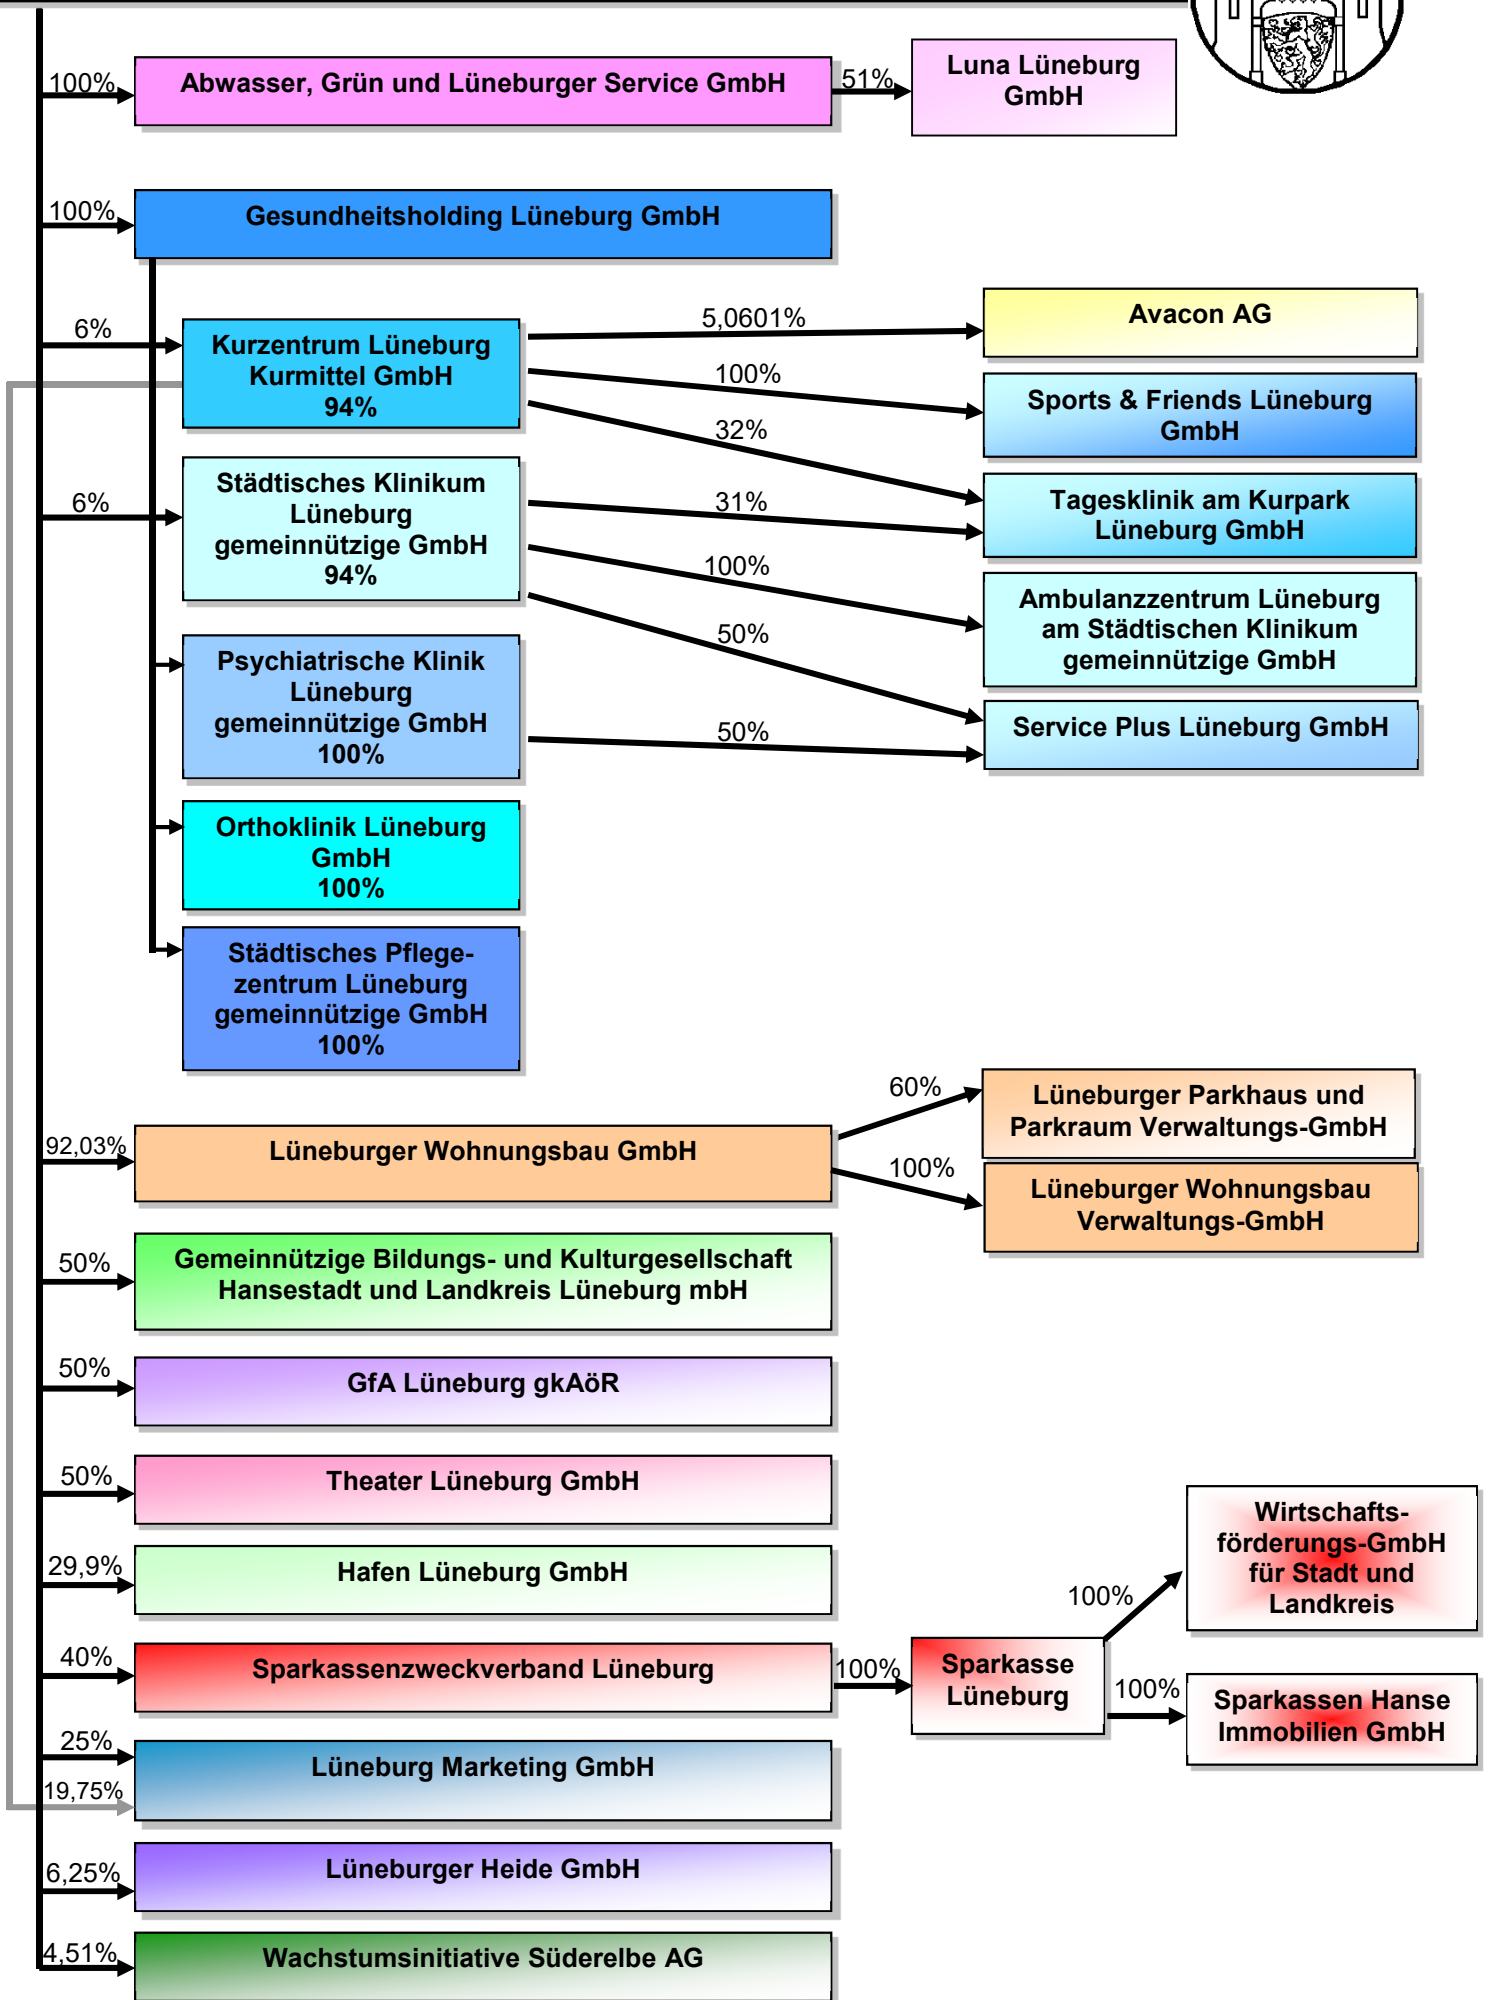 100%
Abwasser, Grün und Lüneburger Service GmbH
51%
Luna Lüneburg
GmbH
100%
Gesundheitsholding Lüneburg GmbH
6%
Kurzentrum Lüneburg
Kurmittel GmbH
94%
5,0601%
Avacon AG
100%
Sports & Friends Lüneburg
GmbH
32%
6%
Städtisches Klinikum
Lüneburg
gemeinnützige GmbH
94%
31%
Tagesklinik am Kurpark
Lüneburg GmbH
100%
Ambulanzzentrum Lüneburg
am Städtischen Klinikum
gemeinnützige GmbH
50%
Psychiatrische Klinik
Lüneburg
gemeinnützige GmbH
100%
50%
Service Plus Lüneburg GmbH
Orthoklinik Lüneburg
GmbH
100%
Städtisches Pflege-
zentrum Lüneburg
gemeinnützige GmbH
100%
92,03%
Lüneburger Wohnungsbau GmbH
60%
Lüneburger Parkhaus und
Parkraum Verwaltungs-GmbH
100%
Lüneburger Wohnungsbau
Verwaltungs-GmbH
50%
Gemeinnützige Bildungs- und Kulturgesellschaft
Hansestadt und Landkreis Lüneburg mbH
50%
GfA Lüneburg gkAöR
50%
Theater Lüneburg GmbH
29,9%
Hafen Lüneburg GmbH
40%
Sparkassenzweckverband Lüneburg
100%
Sparkasse
Lüneburg
100%
Wirtschafts-
förderungs-GmbH
für Stadt und
Landkreis
100%
Sparkassen Hanse
Immobilien GmbH
25%
Lüneburg Marketing GmbH
19,75%
6,25%
Lüneburger Heide GmbH
4,51%
Wachstumsinitiative Süderelbe AG